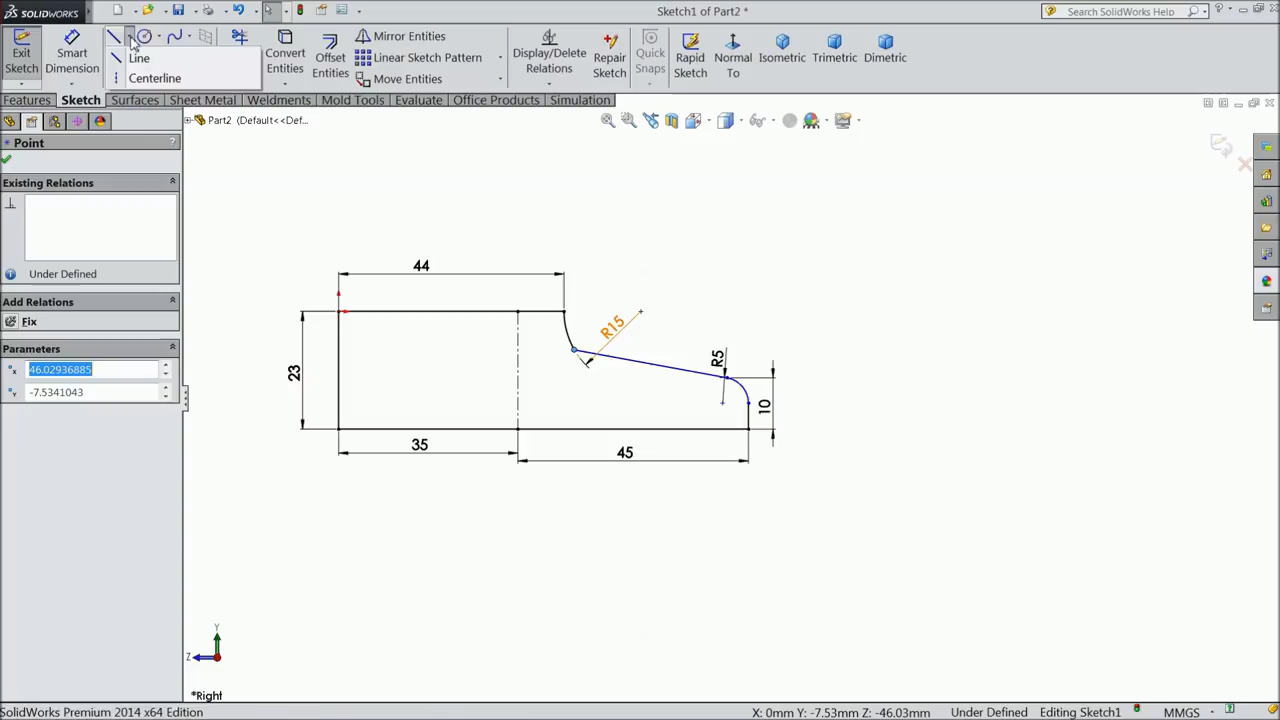 SOLIDWORKS
Sketch1 of Part2 *
Search SolidWorks Help
Exit Sketch
Smart Dimension
Line
Centerline
Convert Entities
Offset Entities
Mirror Entities
Linear Sketch Pattern
Move Entities
Display/Delete Relations
Repair Sketch
Quick Snaps
Rapid Sketch
Normal To
Isometric
Trimetric
Dimetric
Features
Sketch
Surfaces
Sheet Metal
Weldments
Mold Tools
Evaluate
Office Products
Simulation
Part2 (Default<<Def...
Point
?
Existing Relations
Under Defined
Add Relations
Fix
Parameters
46.02936885
-7.5341043
44
R15
23
R5
10
35
45
Y
Z
*Right
SolidWorks Premium 2014 x64 Edition
X: 0mm Y: -7.53mm Z: -46.03mm
Under Defined
Editing Sketch1
MMGS